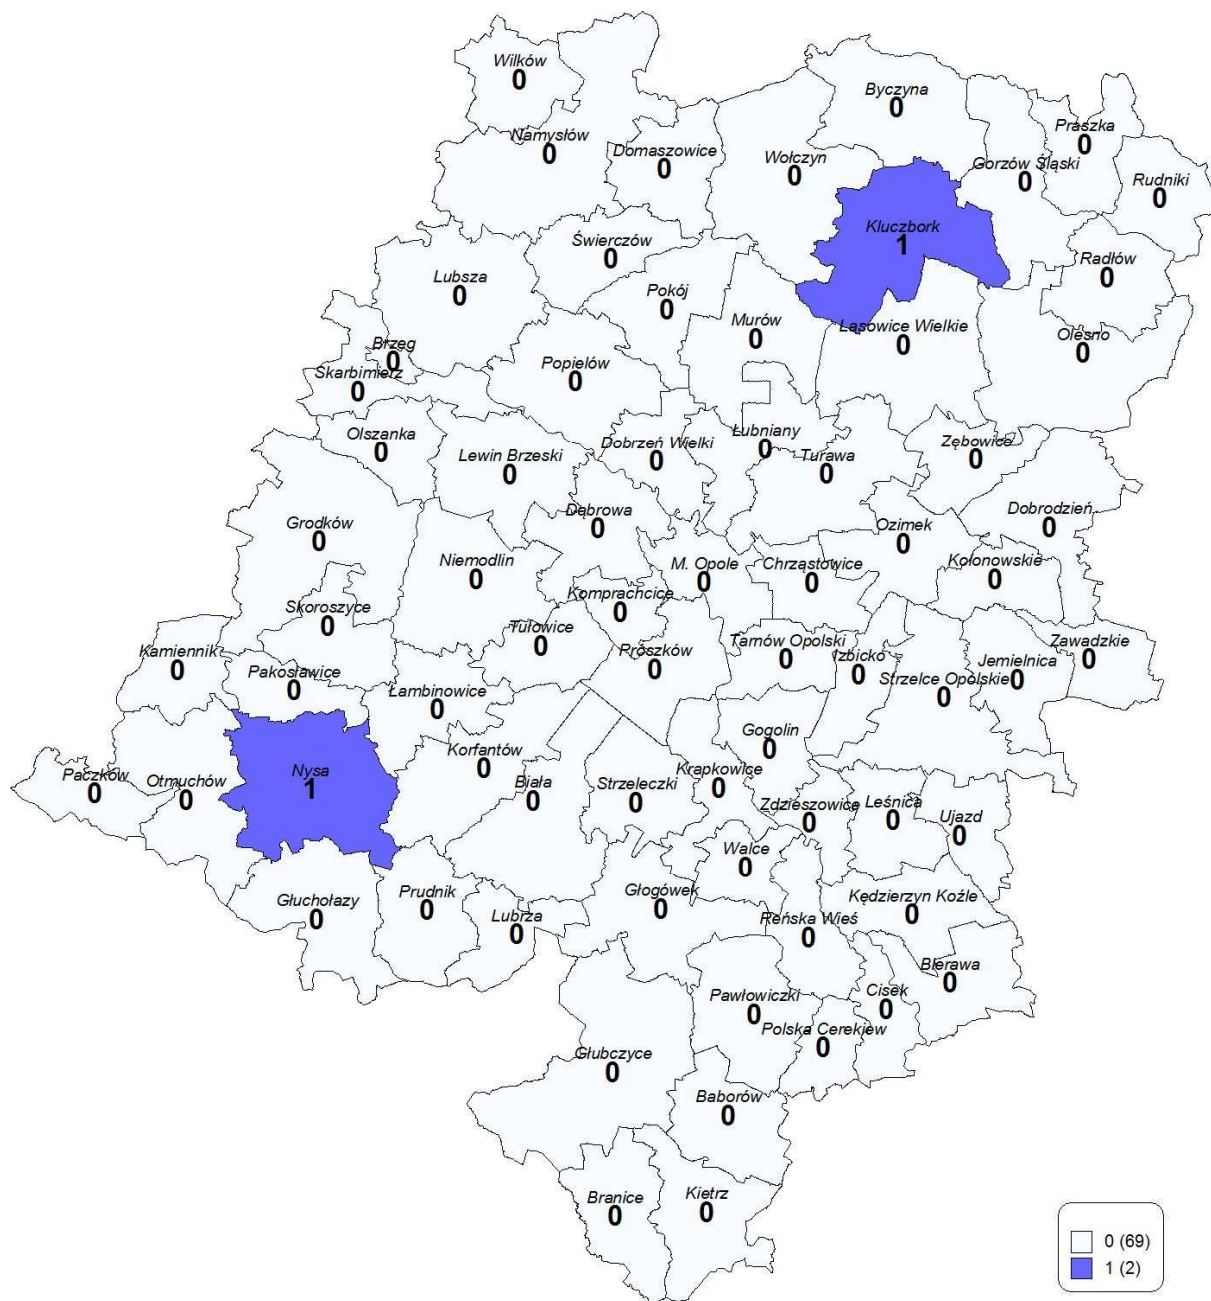 Wilków
0
Byczyna
0
Praszka
0
Namysłów
0
Domaszowice
0
Wołczyn
0
Gorzów Śląski
0
Rudniki
0
Kluczbork
1
Świerczów
0
Radłów
0
Lubsza
0
Pokój
0
Murów
0
Lasowice Wielkie
0
Olesno
0
Brzeg
0
Skarbimierz
0
Popielów
0
Olszanka
0
Lewin Brzeski
0
Dobrzeń Wielki
0
Łubniany
0
Turawa
0
Zębowice
0
Grodków
0
Dąbrowa
0
Ozimek
0
Dobrodzień
0
Niemodlin
0
M. Opole
0
Chrząstowice
0
Kolonowskie
0
Skoroszyce
0
Komprachcice
0
Tułowice
0
Prószków
0
Tarnów Opolski
0
Izbicko
0
Strzelce Opolskie
0
Jemielnica
0
Zawadzkie
0
Kamiennik
0
Pakosławice
0
Łambinowice
0
Gogolin
0
Paczków
0
Otmuchów
0
Nysa
1
Korfantów
0
Biała
0
Strzeleczki
0
Krapkowice
0
Zdzieszowice
0
Leśnica
0
Ujazd
0
Walce
0
Głuchołazy
0
Prudnik
0
Lubrza
0
Głogówek
0
Reńska Wieś
0
Kędzierzyn Koźle
0
Bierawa
0
Cisek
0
Pawłowiczki
0
Polska Cerekiew
0
Głubczyce
0
Baborów
0
Branice
0
Kietrz
0
0 (69)
1 (2)